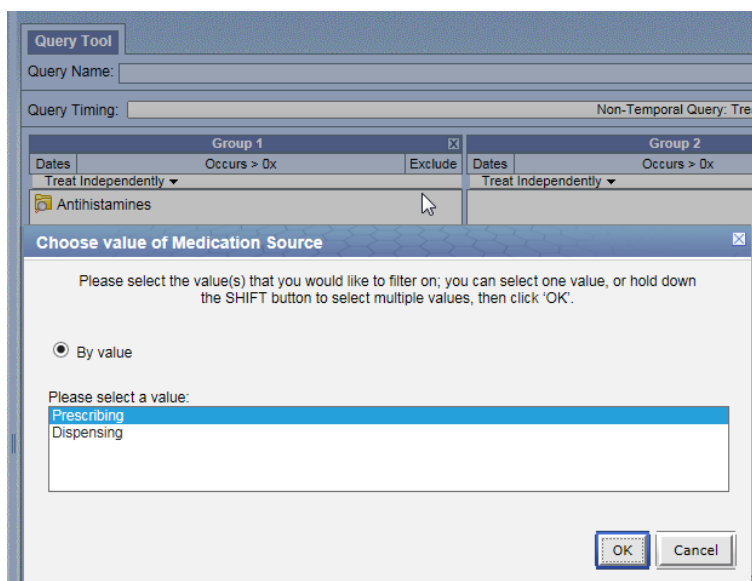 Query Tool
Query Name:
Query Timing: Non-Temporal Query: Tre
Group 1 Group 2
Dates Occurs > 0x Exclude Dates Occurs > 0x
Treat Independently Treat Independently
Antihistamines
Choose value of Medication Source
Please select the value(s) that you would like to filter on; you can select one value, or hold down
the SHIFT button to select multiple values, then click 'OK'.
By value
Please select a value:
Prescribing
Dispensing
OK Cancel